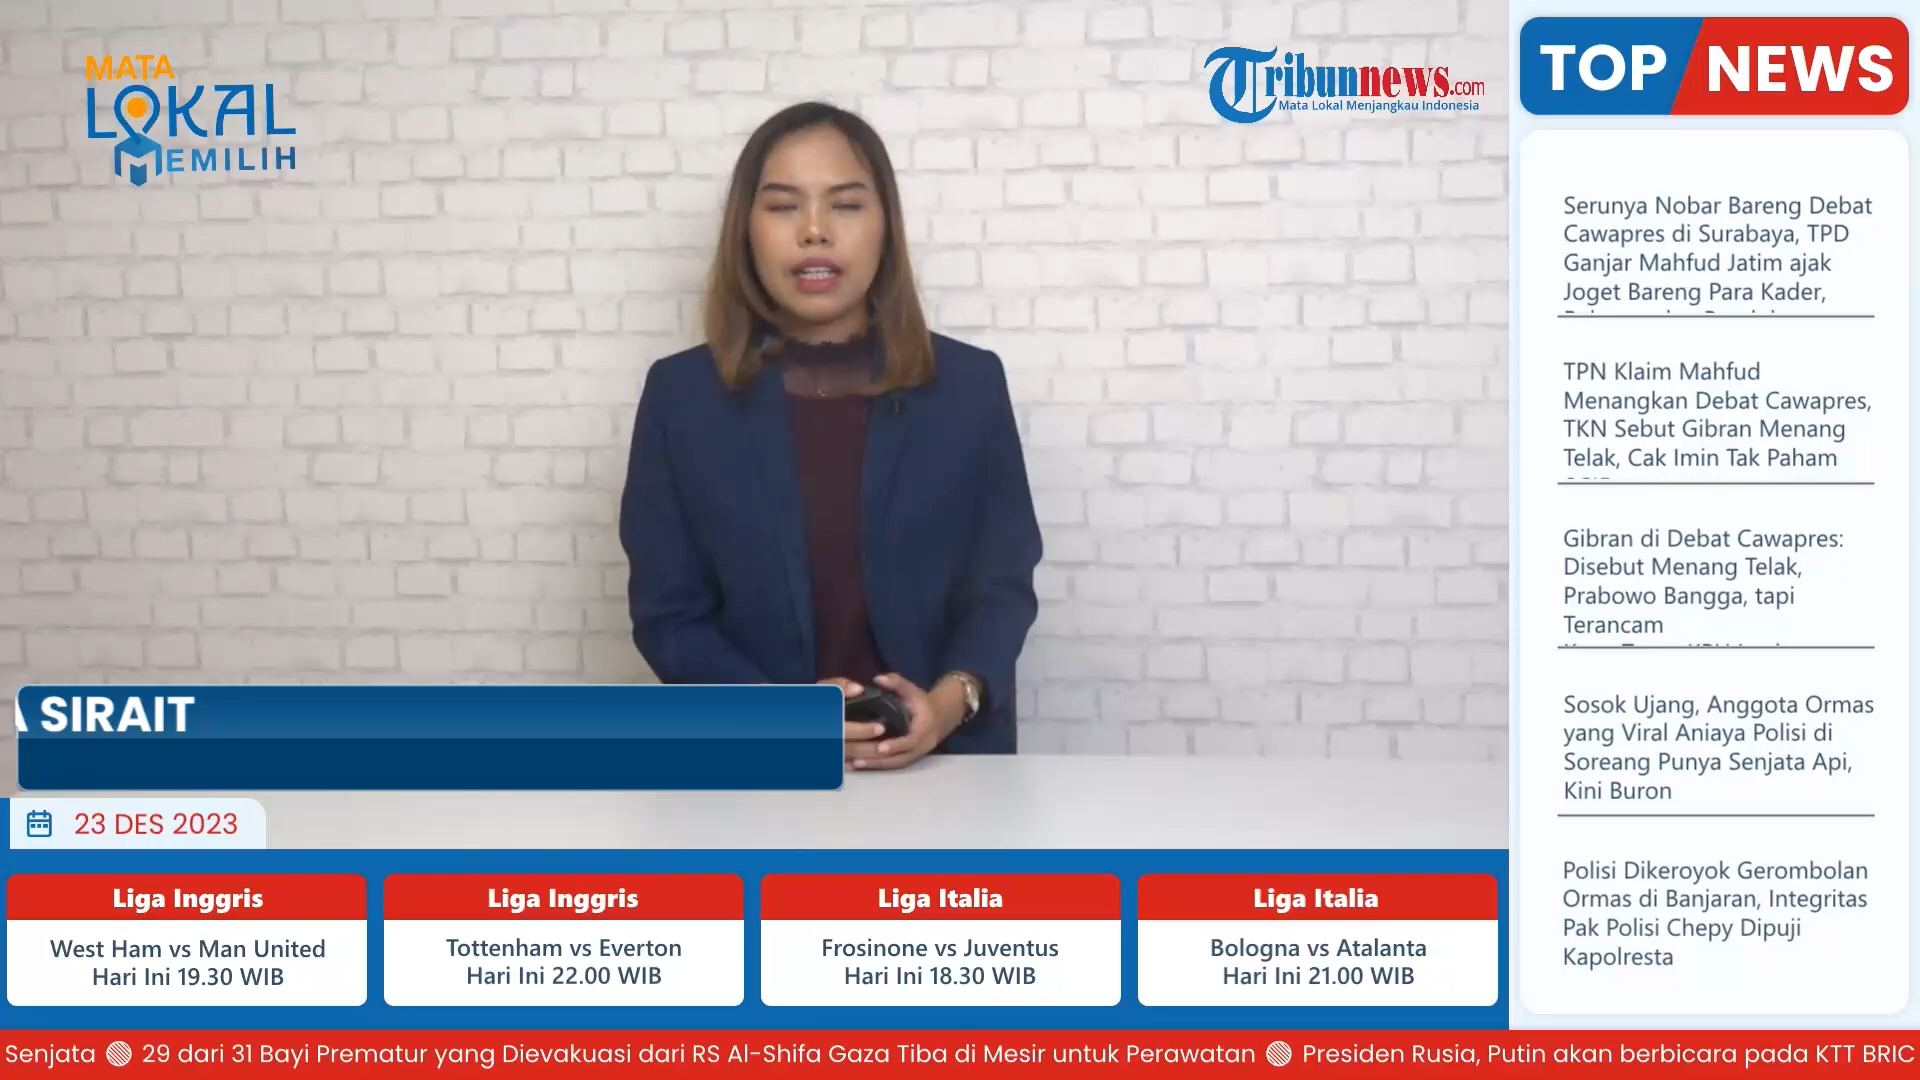 MATA
LOKAL
MEMILIH
Tribunnews.com
Mata Lokal Menjangkau Indonesia
TOP NEWS
Serunya Nobar Bareng Debat
Cawapres di Surabaya, TPD
Ganjar Mahfud Jatim ajak
Joget Bareng Para Kader,
TPN Klaim Mahfud
Menangkan Debat Cawapres,
TKN Sebut Gibran Menang
Telak, Cak Imin Tak Paham
Gibran di Debat Cawapres:
Disebut Menang Telak,
Prabowo Bangga, tapi
Terancam
Sosok Ujang, Anggota Ormas
yang Viral Aniaya Polisi di
Soreang Punya Senjata Api,
Kini Buron
Polisi Dikeroyok Gerombolan
Ormas di Banjaran, Integritas
Pak Polisi Chepy Dipuji
Kapolresta
SIRAIT
23 DES 2023
Liga Inggris
West Ham vs Man United
Hari Ini 19.30 WIB
Liga Inggris
Tottenham vs Everton
Hari Ini 22.00 WIB
Liga Italia
Frosinone vs Juventus
Hari Ini 18.30 WIB
Liga Italia
Bologna vs Atalanta
Hari Ini 21.00 WIB
Senjata 29 dari 31 Bayi Prematur yang Dievakuasi dari RS Al-Shifa Gaza Tiba di Mesir untuk Perawatan Presiden Rusia, Putin akan berbicara pada KTT BRIC